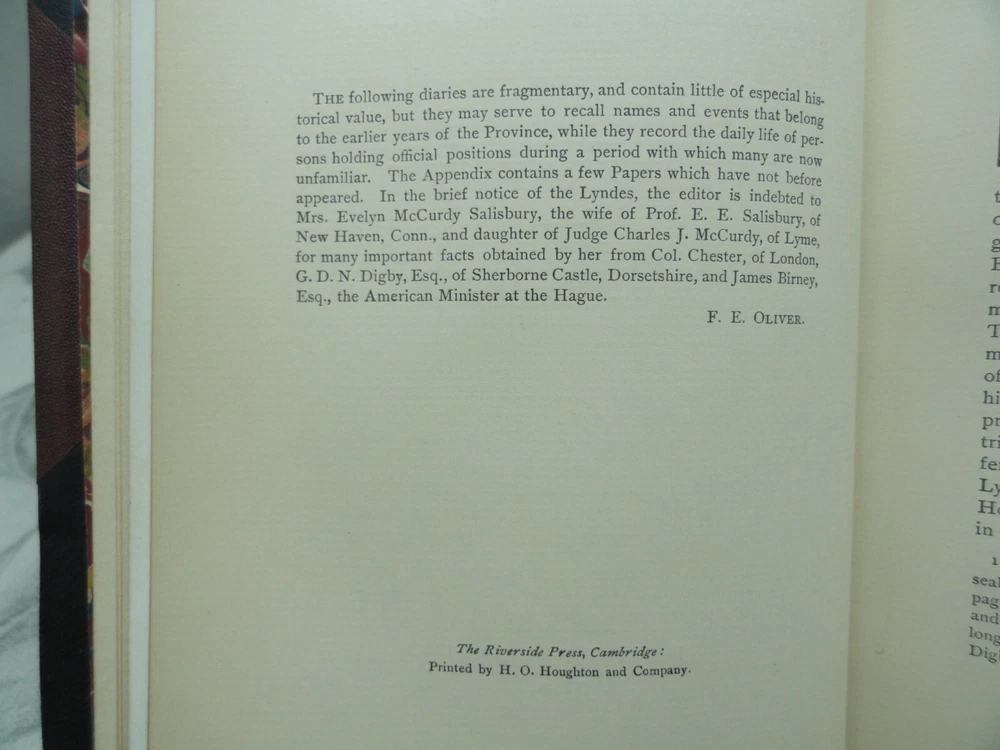 THE following diaries are fragmentary, and contain little of especial his-
torical value, but they may serve to recall names and events that belong
to the earlier years of the Province, while they record the daily life of per-
sons holding official positions during a period with which many are now
unfamiliar. The Appendix contains a few Papers which have not before
appeared. In the brief notice of the Lyndes, the editor is indebted to
Mrs. Evelyn McCurdy Salisbury, the wife of Prof. E. E. Salisbury, of
New Haven, Conn., and daughter of Judge Charles J. McCurdy, of Lyme,
for many important facts obtained by her from Col. Chester, of London,
G. D. N. Digby, Esq., of Sherborne Castle, Dorsetshire, and James Birney,
Esq., the American Minister at the Hague.
F. E. OLIVER.
The Riverside Press, Cambridge:
Printed by H. O. Houghton and Company.
of
in
1
and